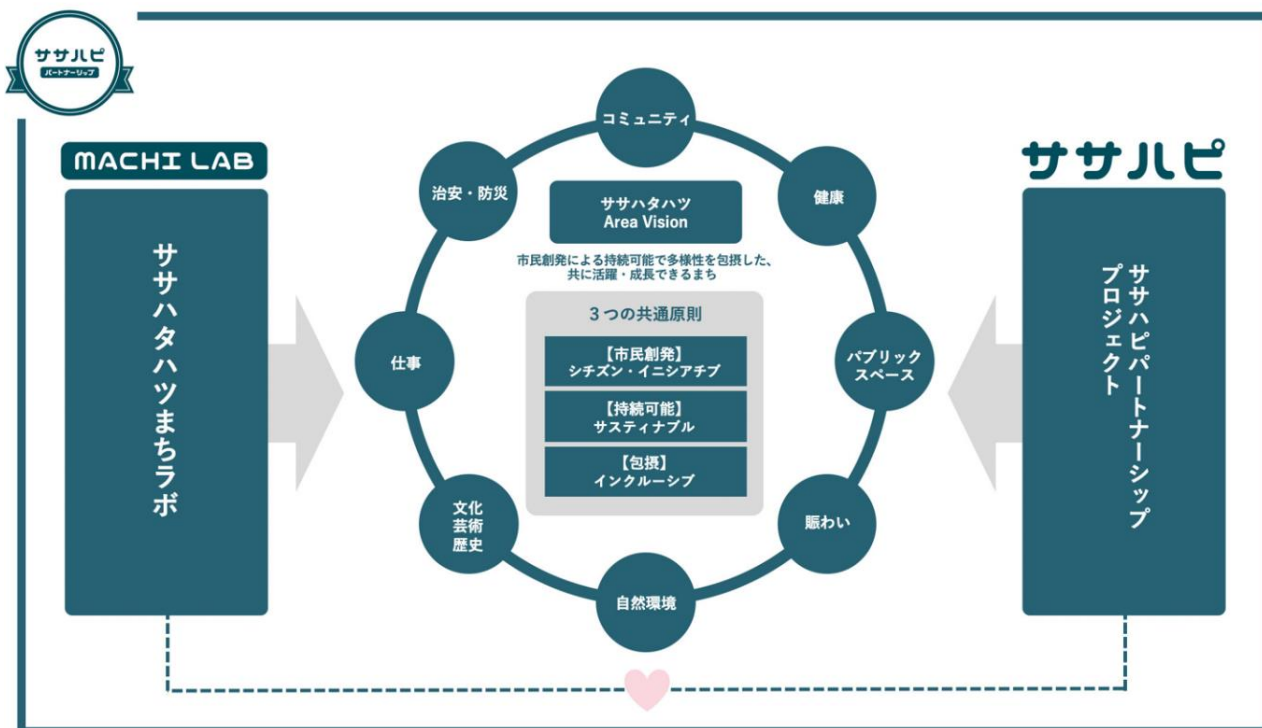 ササハピ
パートナーリップ
MACHI LAB
ササハタハツまちラボ
コミュニティ
治安・防災
健康
仕事
パブリック
スペース
文化
芸術
歴史
賑わい
自然環境
ササハタハツ
Area Vision
市民創発による持続可能で多様性を包摂した、
共に活躍・成長できるまち
3つの共通原則
【市民創発】
シチズン・イニシアチブ
【持続可能】
サスティナブル
【包摂】
インクルーシブ
ササハピ
ササハピパートナーシップ
プロジェクト